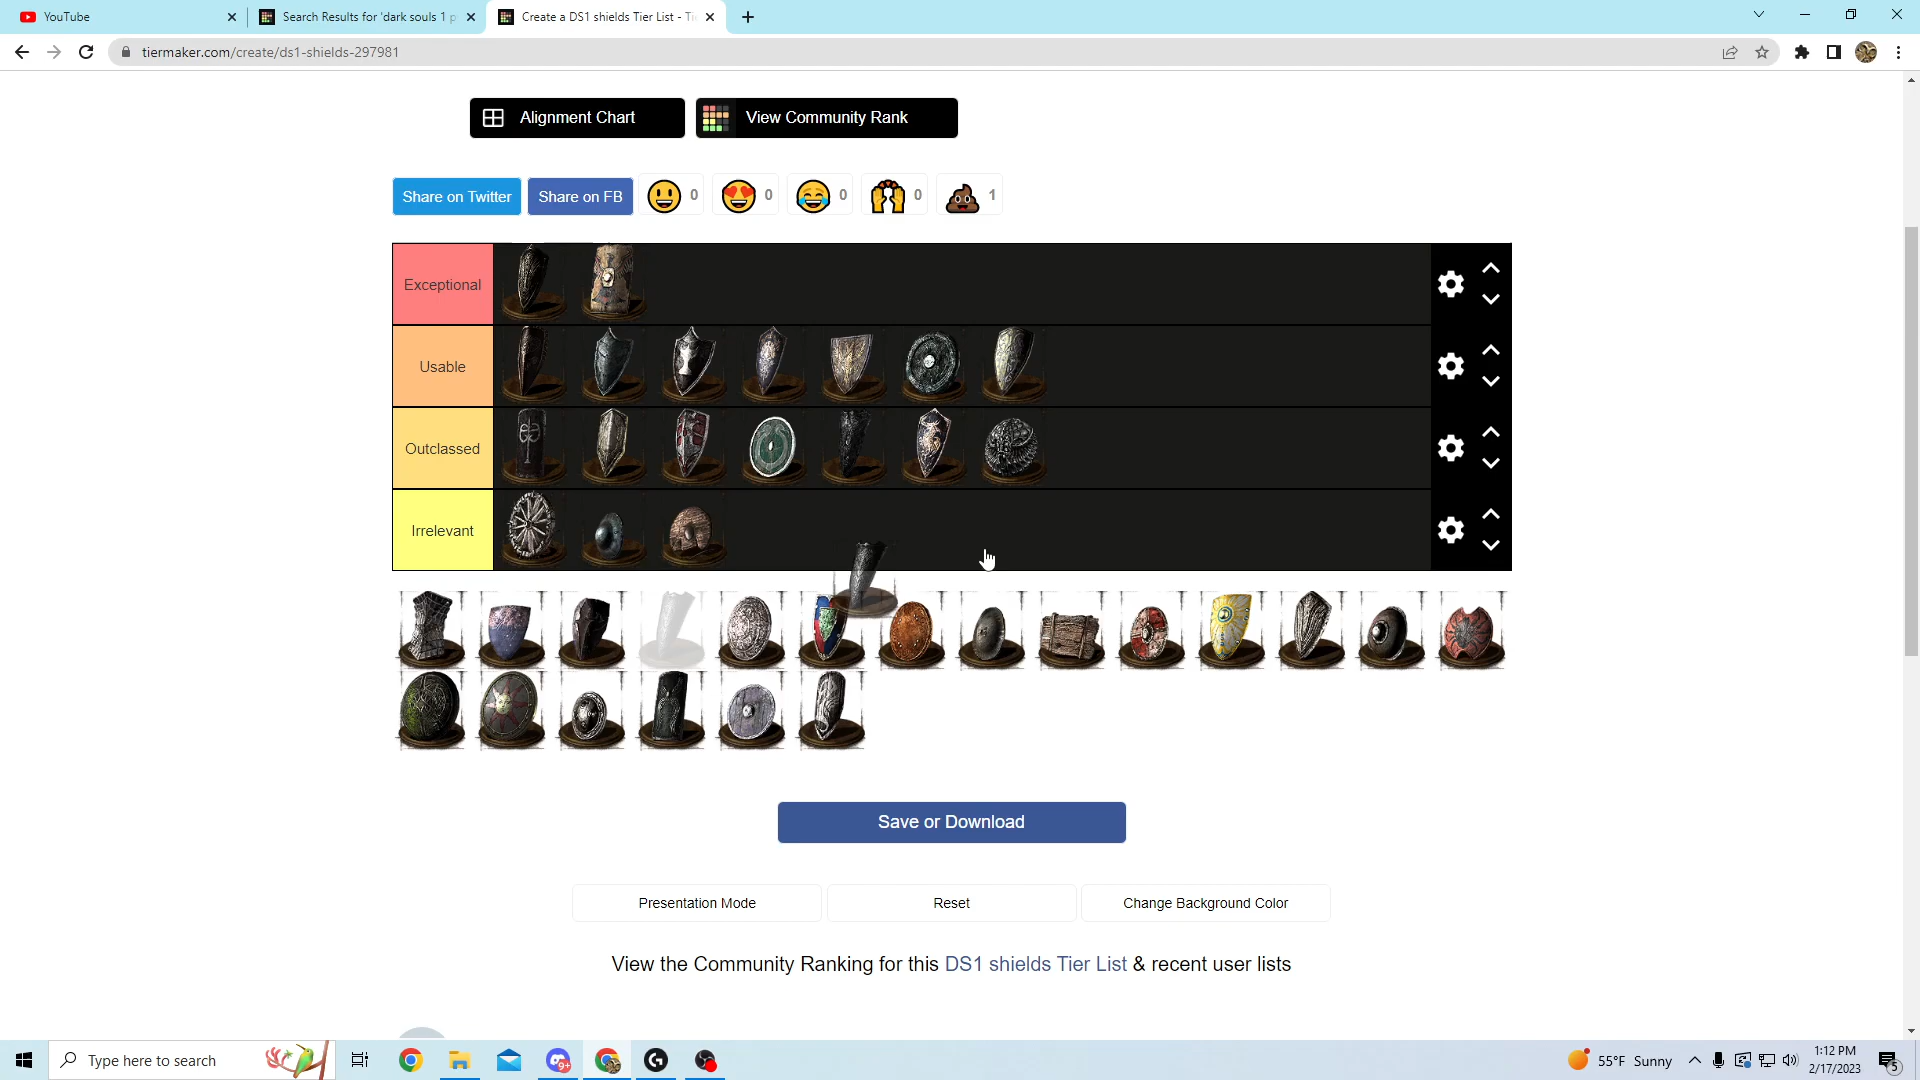 YouTube
Search Results for 'dark souls 1 p
Create a DS1 shields Tier List - Ti
tiermaker.com/create/ds1-shields-297981
Alignment Chart
View Community Rank
Share on Twitter
Share on FB
0
0
0
0
1
Exceptional
Usable
Outclassed
Irrelevant
Save or Download
Presentation Mode
Reset
Change Background Color
View the Community Ranking for this DS1 shields Tier List & recent user lists
Type here to search
9+
55°F Sunny
1:12 PM
2/17/2023
5